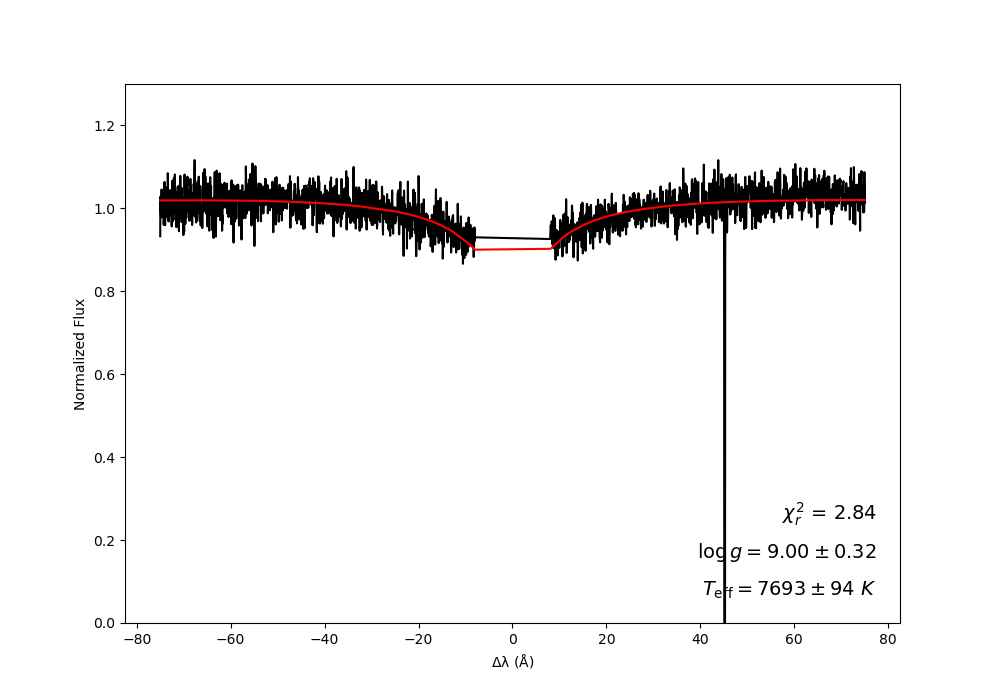 1.2
1.0
0.8
0.6
0.4
0.2
0.0
Normalized Flux
χ²ᵣ = 2.84
log g = 9.00 ± 0.32
T_eff = 7693 ± 94 K
−80 −60 −40 −20 0 20 40 60 80
Δλ (Å)